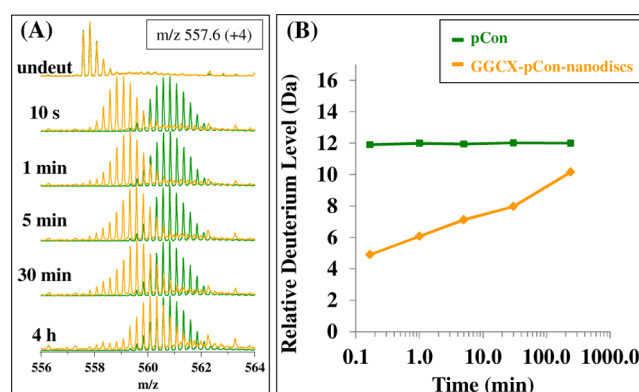 (A)
m/z 557.6 (+4)
undeut
10 s
1 min
5 min
30 min
4 h
556 558 560 562 564
m/z
(B)
pCon
GGCX-pCon-nanodiscs
Relative Deuterium Level (Da)
16
14
12
10
8
6
4
2
0
0.1 1.0 10.0 100.0 1000.0
Time (min)